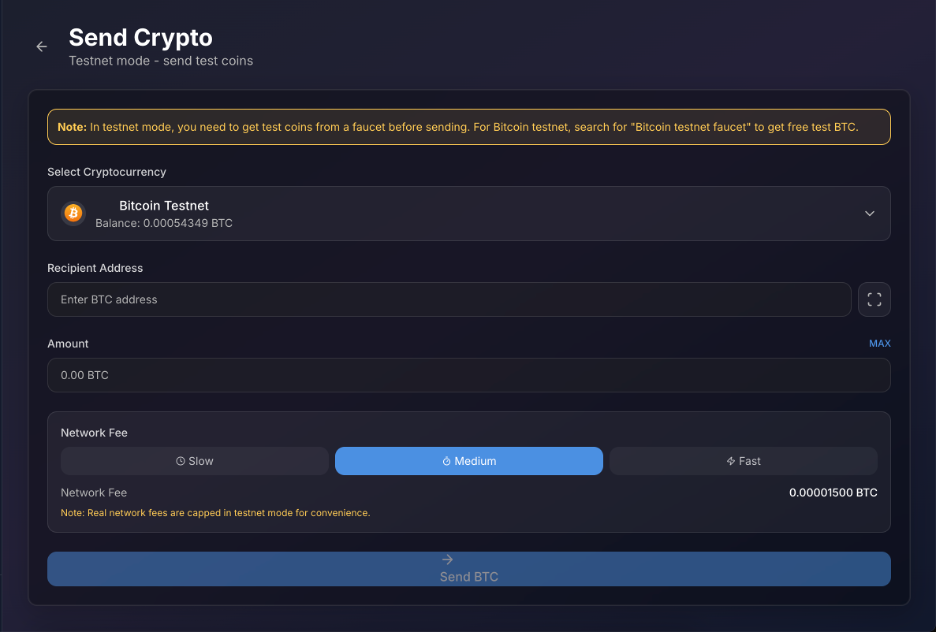 Send Crypto
Testnet mode - send test coins
Note: In testnet mode, you need to get test coins from a faucet before sending. For Bitcoin testnet, search for "Bitcoin testnet faucet" to get free test BTC.
Select Cryptocurrency
Bitcoin Testnet
Balance: 0.00054349 BTC
Recipient Address
Enter BTC address
Amount
MAX
0.00 BTC
Network Fee
Slow
Medium
Fast
Network Fee
0.00001500 BTC
Note: Real network fees are capped in testnet mode for convenience.
Send BTC